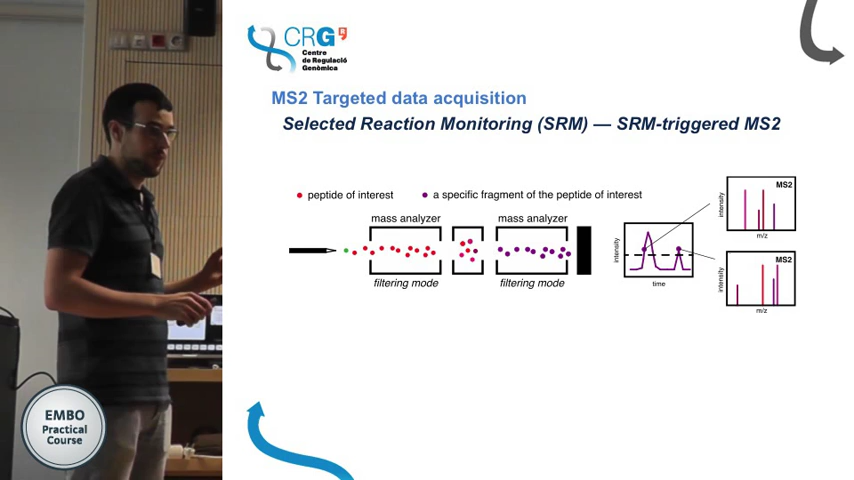 CRG
Centre
de Regulació
Genòmica
MS2 Targeted data acquisition
Selected Reaction Monitoring (SRM) — SRM-triggered MS2
peptide of interest
a specific fragment of the peptide of interest
mass analyzer
mass analyzer
filtering mode
filtering mode
intensity
time
MS2
intensity
m/z
MS2
intensity
m/z
EMBO
Practical
Course